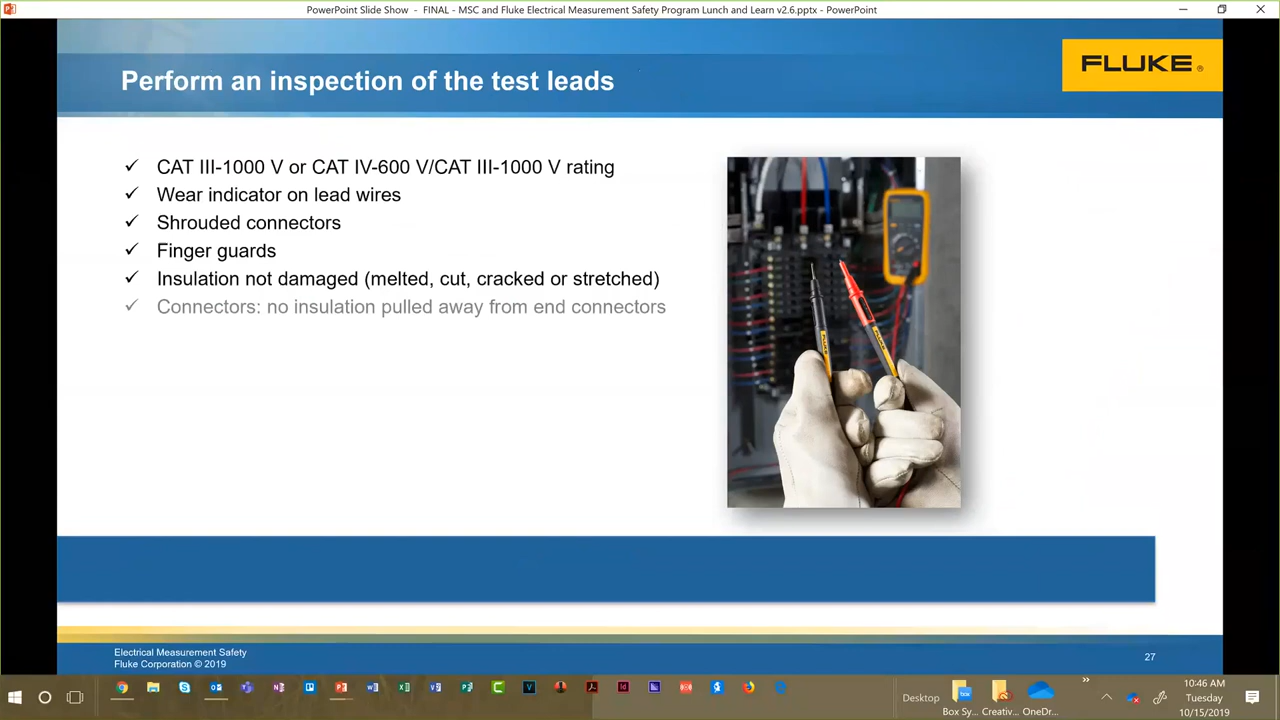 PowerPoint Slide Show - FINAL - MSC and Fluke Electrical Measurement Safety Program Lunch and Learn v2.6.pptx - PowerPoint
Perform an inspection of the test leads
FLUKE®
✓ CAT III-1000 V or CAT IV-600 V/CAT III-1000 V rating
✓ Wear indicator on lead wires
✓ Shrouded connectors
✓ Finger guards
✓ Insulation not damaged (melted, cut, cracked or stretched)
✓ Connectors: no insulation pulled away from end connectors
FLUKE
FLUKE
Electrical Measurement Safety
Fluke Corporation © 2019
27
Desktop
Box Sy...
Creativ...
OneDr...
10:46 AM
Tuesday
10/15/2019